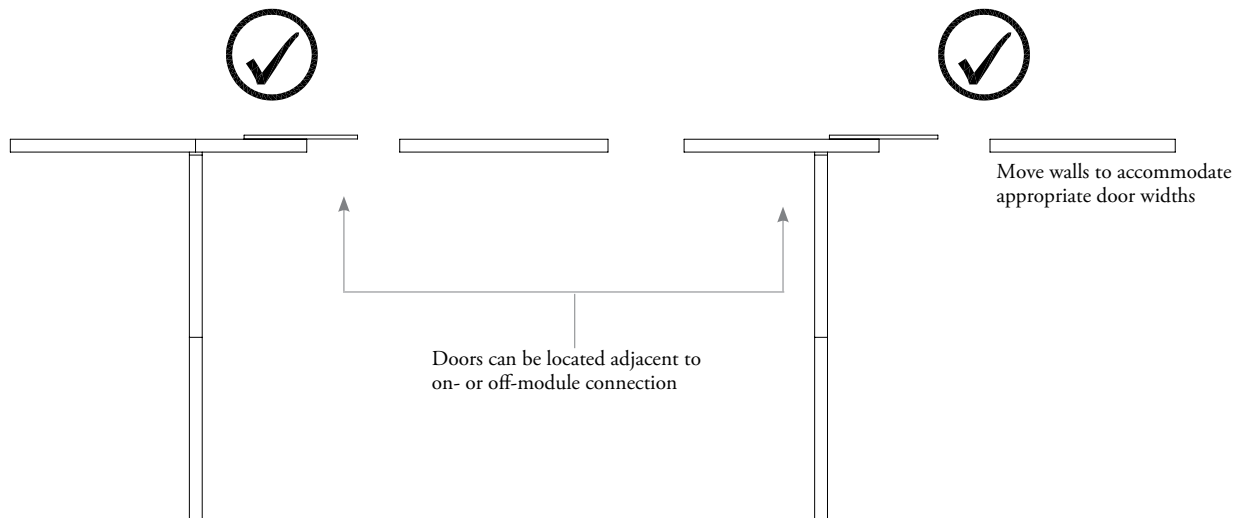 Move walls to accommodate
appropriate door widths
Doors can be located adjacent to
on- or off-module connection